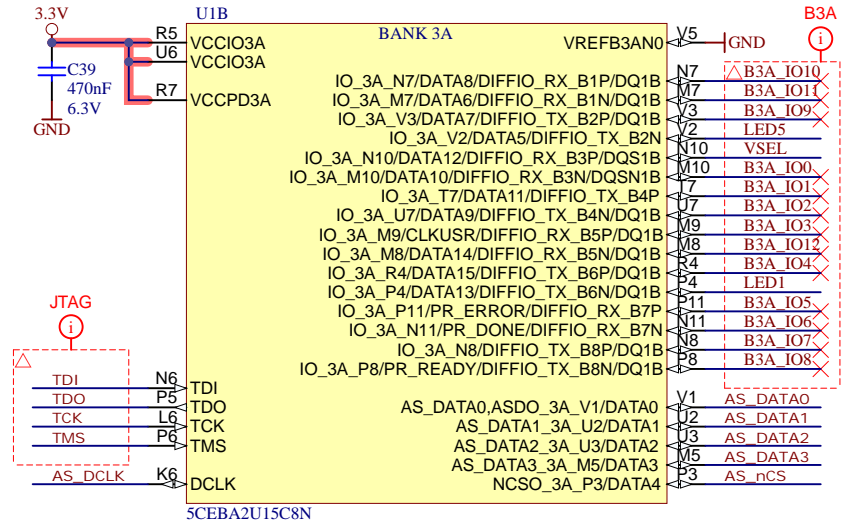 3.3V
U1B
B3A
i
R5 VCCIO3A BANK 3A VREFB3AN0 V5 GND
U6 VCCIO3A
C39
470nF
6.3V
GND
R7 VCCPD3A
IO_3A_N7/DATA8/DIFFIO_RX_B1P/DQ1B N7 B3A_IO10
IO_3A_M7/DATA6/DIFFIO_RX_B1N/DQ1B M7 B3A_IO11
IO_3A_V3/DATA7/DIFFIO_TX_B2P/DQ1B V3 B3A_IO9
IO_3A_V2/DATA5/DIFFIO_TX_B2N V2 LED5
IO_3A_N10/DATA12/DIFFIO_RX_B3P/DQS1B N10 VSEL
IO_3A_M10/DATA10/DIFFIO_RX_B3N/DQSN1B M10 B3A_IO0
IO_3A_T7/DATA11/DIFFIO_TX_B4P T7 B3A_IO1
IO_3A_U7/DATA9/DIFFIO_TX_B4N/DQ1B U7 B3A_IO2
IO_3A_M9/CLKUSR/DIFFIO_RX_B5P/DQ1B M9 B3A_IO3
IO_3A_M8/DATA14/DIFFIO_RX_B5N/DQ1B M8 B3A_IO12
IO_3A_R4/DATA15/DIFFIO_TX_B6P/DQ1B R4 B3A_IO4
IO_3A_P4/DATA13/DIFFIO_TX_B6N/DQ1B P4 LED1
IO_3A_P11/PR_ERROR/DIFFIO_RX_B7P P11 B3A_IO5
IO_3A_N11/PR_DONE/DIFFIO_RX_B7N N11 B3A_IO6
IO_3A_N8/DIFFIO_TX_B8P/DQ1B N8 B3A_IO7
IO_3A_P8/PR_READY/DIFFIO_TX_B8N/DQ1B P8 B3A_IO8
JTAG
i
TDI N6 TDI
TDO P5 TDO AS_DATA0,ASDO_3A_V1/DATA0 V1 AS_DATA0
TCK L6 TCK AS_DATA1_3A_U2/DATA1 U2 AS_DATA1
TMS P6 TMS AS_DATA2_3A_U3/DATA2 U3 AS_DATA2
AS_DATA3_3A_M5/DATA3 M5 AS_DATA3
AS_DCLK K6 DCLK NCSO_3A_P3/DATA4 P3 AS_nCS
5CEBA2U15C8N